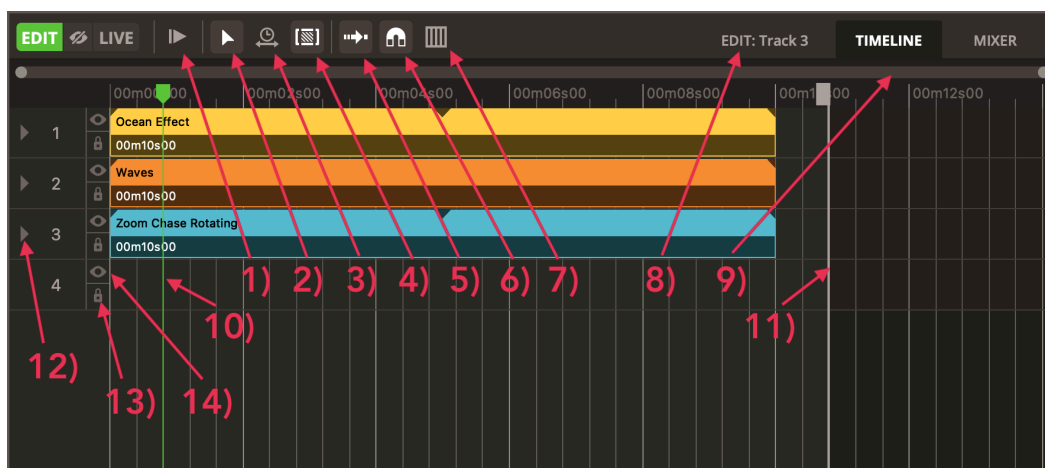 EDIT LIVE EDIT: Track 3 TIMELINE MIXER
00m02s00 00m04s00 00m06s00 00m08s00 00m12s00
1 Ocean Effect
00m10s00
2 Waves
00m10s00
3 Zoom Chase Rotating
00m10s00
4 1) 2) 3) 4) 5) 6) 7) 8) 9)
10) 11)
12)
13) 14)